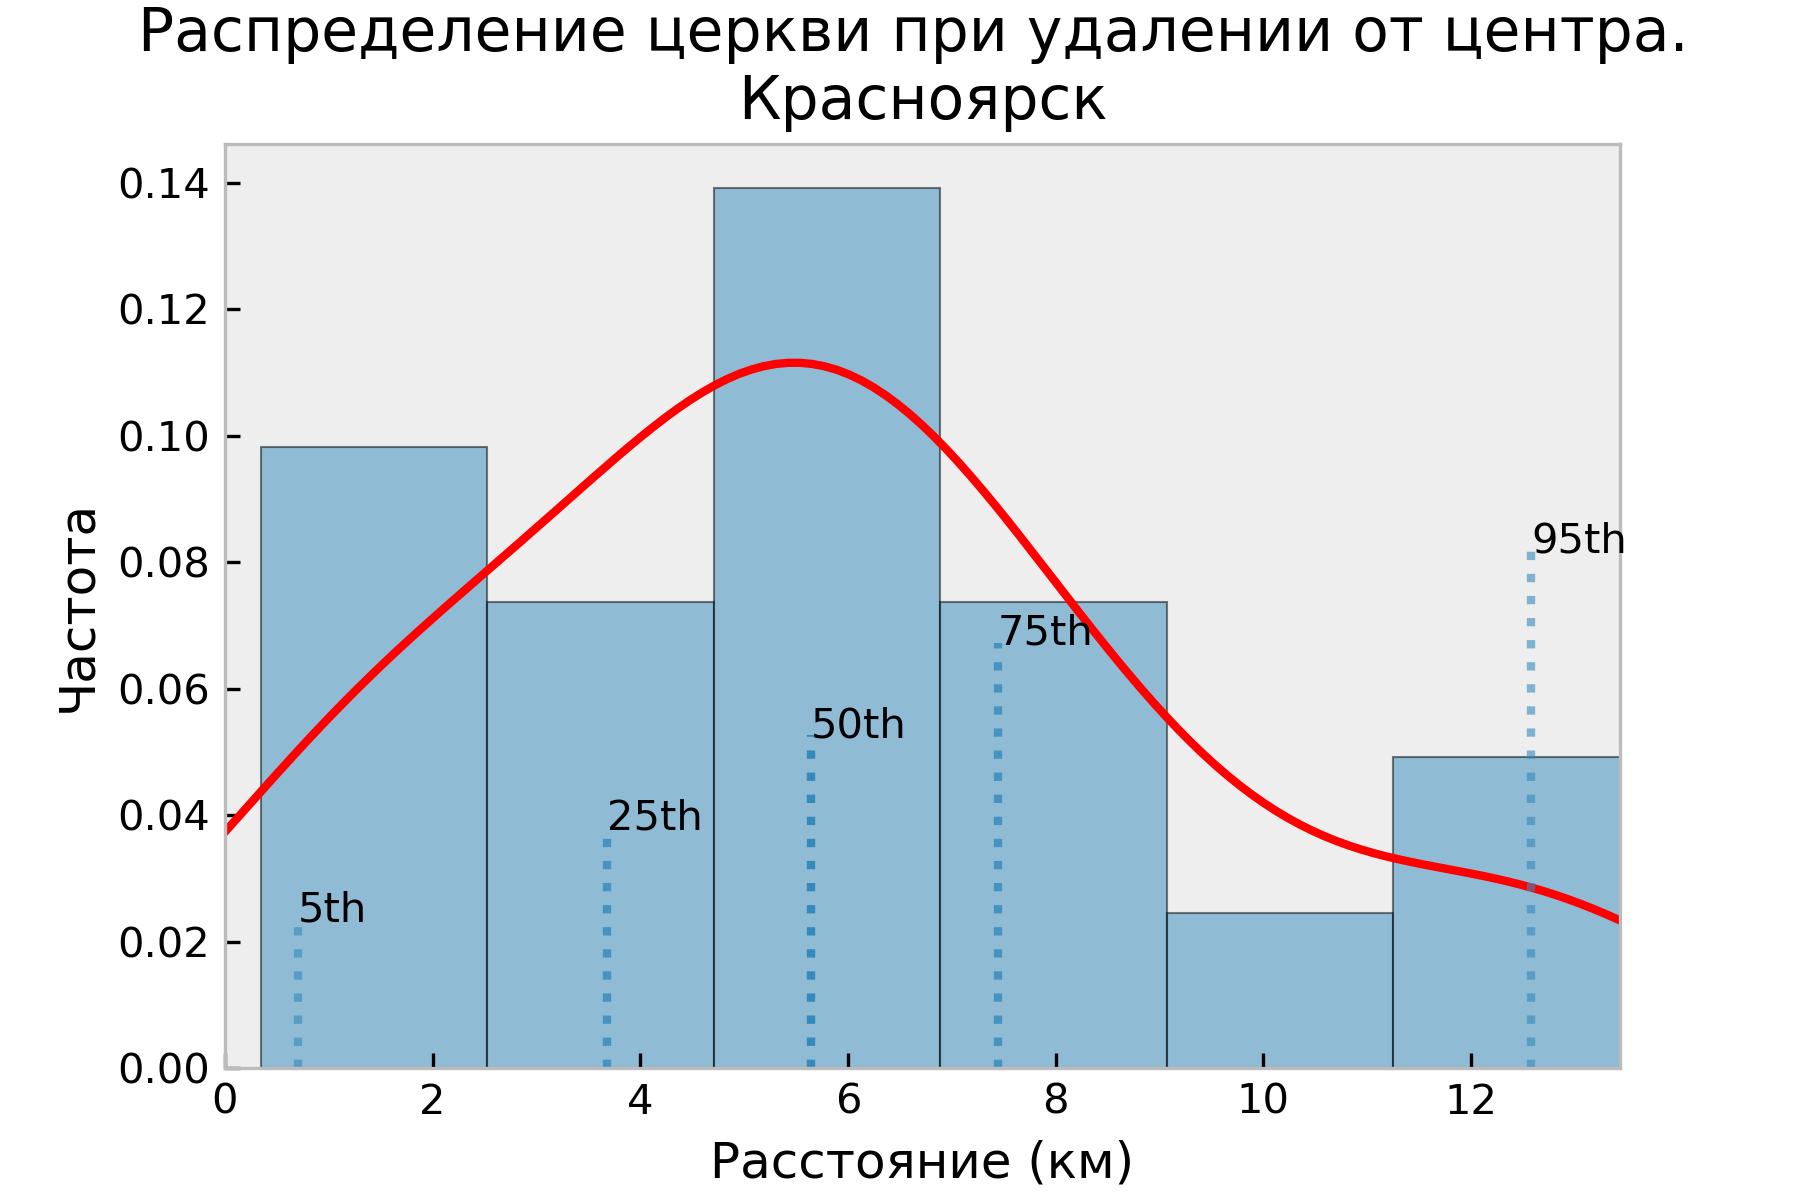 Распределение церкви при удалении от центра.
Красноярск
0.14
0.12
0.10
0.08
0.06
0.04
0.02
0.00
Частота
95th
75th
50th
25th
5th
0 2 4 6 8 10 12
Расстояние (км)